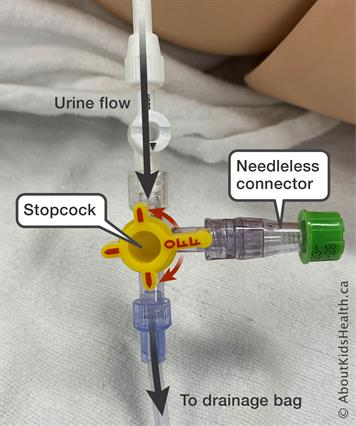 Urine flow
Needleless
connector
Stopcock
OFF
To drainage bag
© AboutKidsHealth.ca